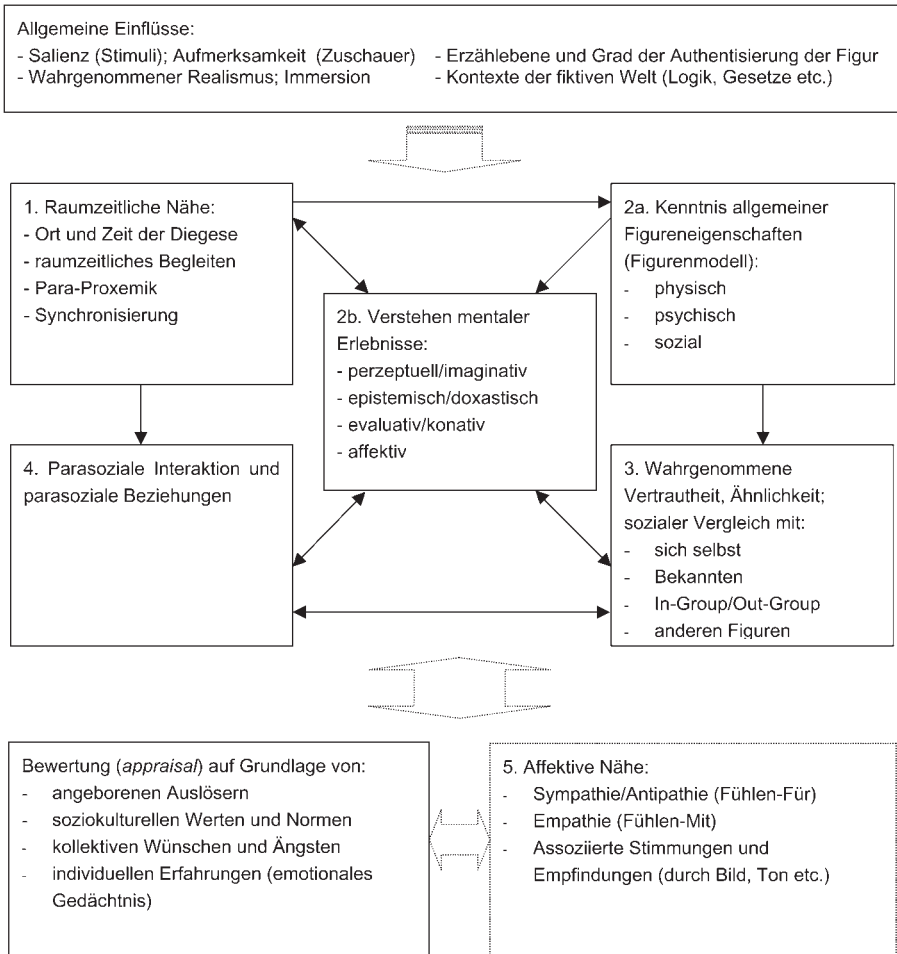 Allgemeine Einflüsse:
- Salienz (Stimuli); Aufmerksamkeit (Zuschauer)
- Wahrgenommener Realismus; Immersion
- Erzählebene und Grad der Authentisierung der Figur
- Kontexte der fiktiven Welt (Logik, Gesetze etc.)
1. Raumzeitliche Nähe:
- Ort und Zeit der Diegese
- raumzeitliches Begleiten
- Para-Proxemik
- Synchronisierung
2a. Kenntnis allgemeiner
Figureneigenschaften
(Figurenmodell):
- physisch
- psychisch
- sozial
2b. Verstehen mentaler
Erlebnisse:
- perzeptuell/imaginativ
- epistemisch/doxastisch
- evaluativ/konativ
- affektiv
4. Parasoziale Interaktion und
parasoziale Beziehungen
3. Wahrgenommene
Vertrautheit, Ähnlichkeit;
sozialer Vergleich mit:
- sich selbst
- Bekannten
- In-Group/Out-Group
- anderen Figuren
Bewertung (appraisal) auf Grundlage von:
- angeborenen Auslösern
- soziokulturellen Werten und Normen
- kollektiven Wünschen und Ängsten
- individuellen Erfahrungen (emotionales
Gedächtnis)
5. Affektive Nähe:
- Sympathie/Antipathie (Fühlen-Für)
- Empathie (Fühlen-Mit)
- Assoziierte Stimmungen und
Empfindungen (durch Bild, Ton etc.)